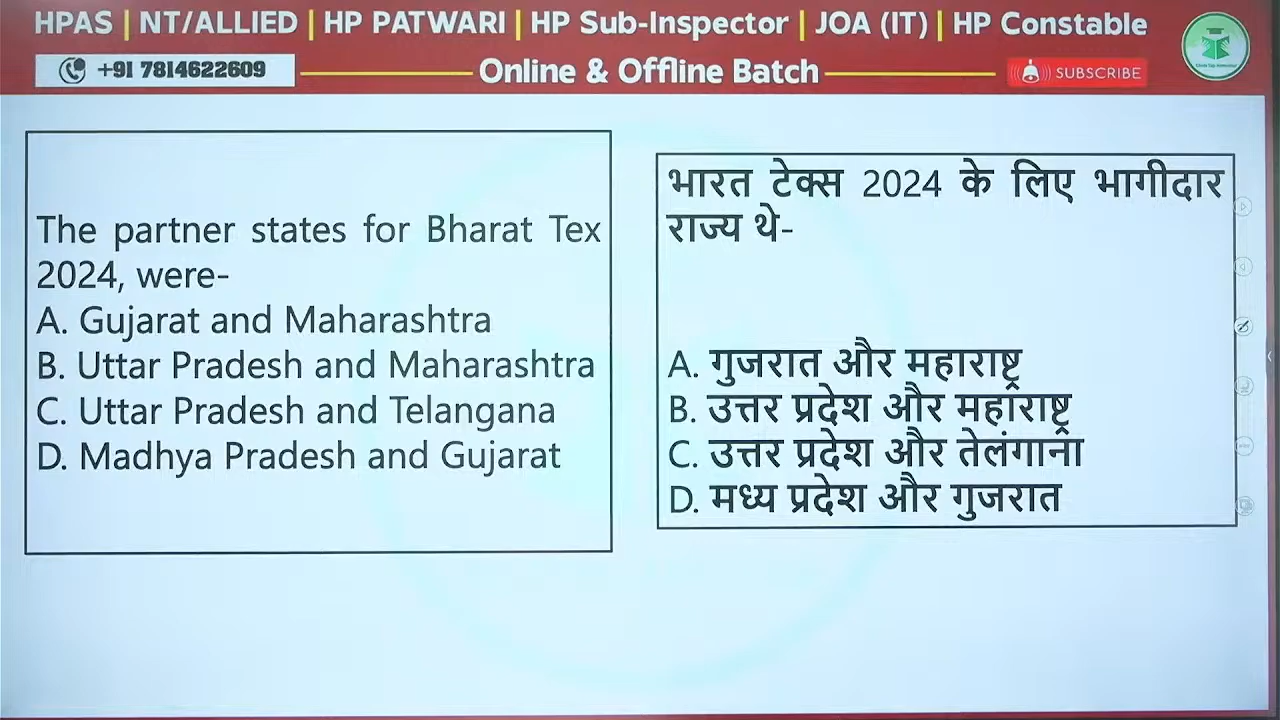 HPAS | NT/ALLIED | HP PATWARI | HP Sub-Inspector | JOA (IT) | HP Constable
+91 7814622609
Online & Offline Batch
SUBSCRIBE
The partner states for Bharat Tex
2024, were-
A. Gujarat and Maharashtra
B. Uttar Pradesh and Maharashtra
C. Uttar Pradesh and Telangana
D. Madhya Pradesh and Gujarat
भारत टेक्स 2024 के लिए भागीदार
राज्य थे-
A. गुजरात और महाराष्ट्र
B. उत्तर प्रदेश और महाराष्ट्र
C. उत्तर प्रदेश और तेलंगाना
D. मध्य प्रदेश और गुजरात